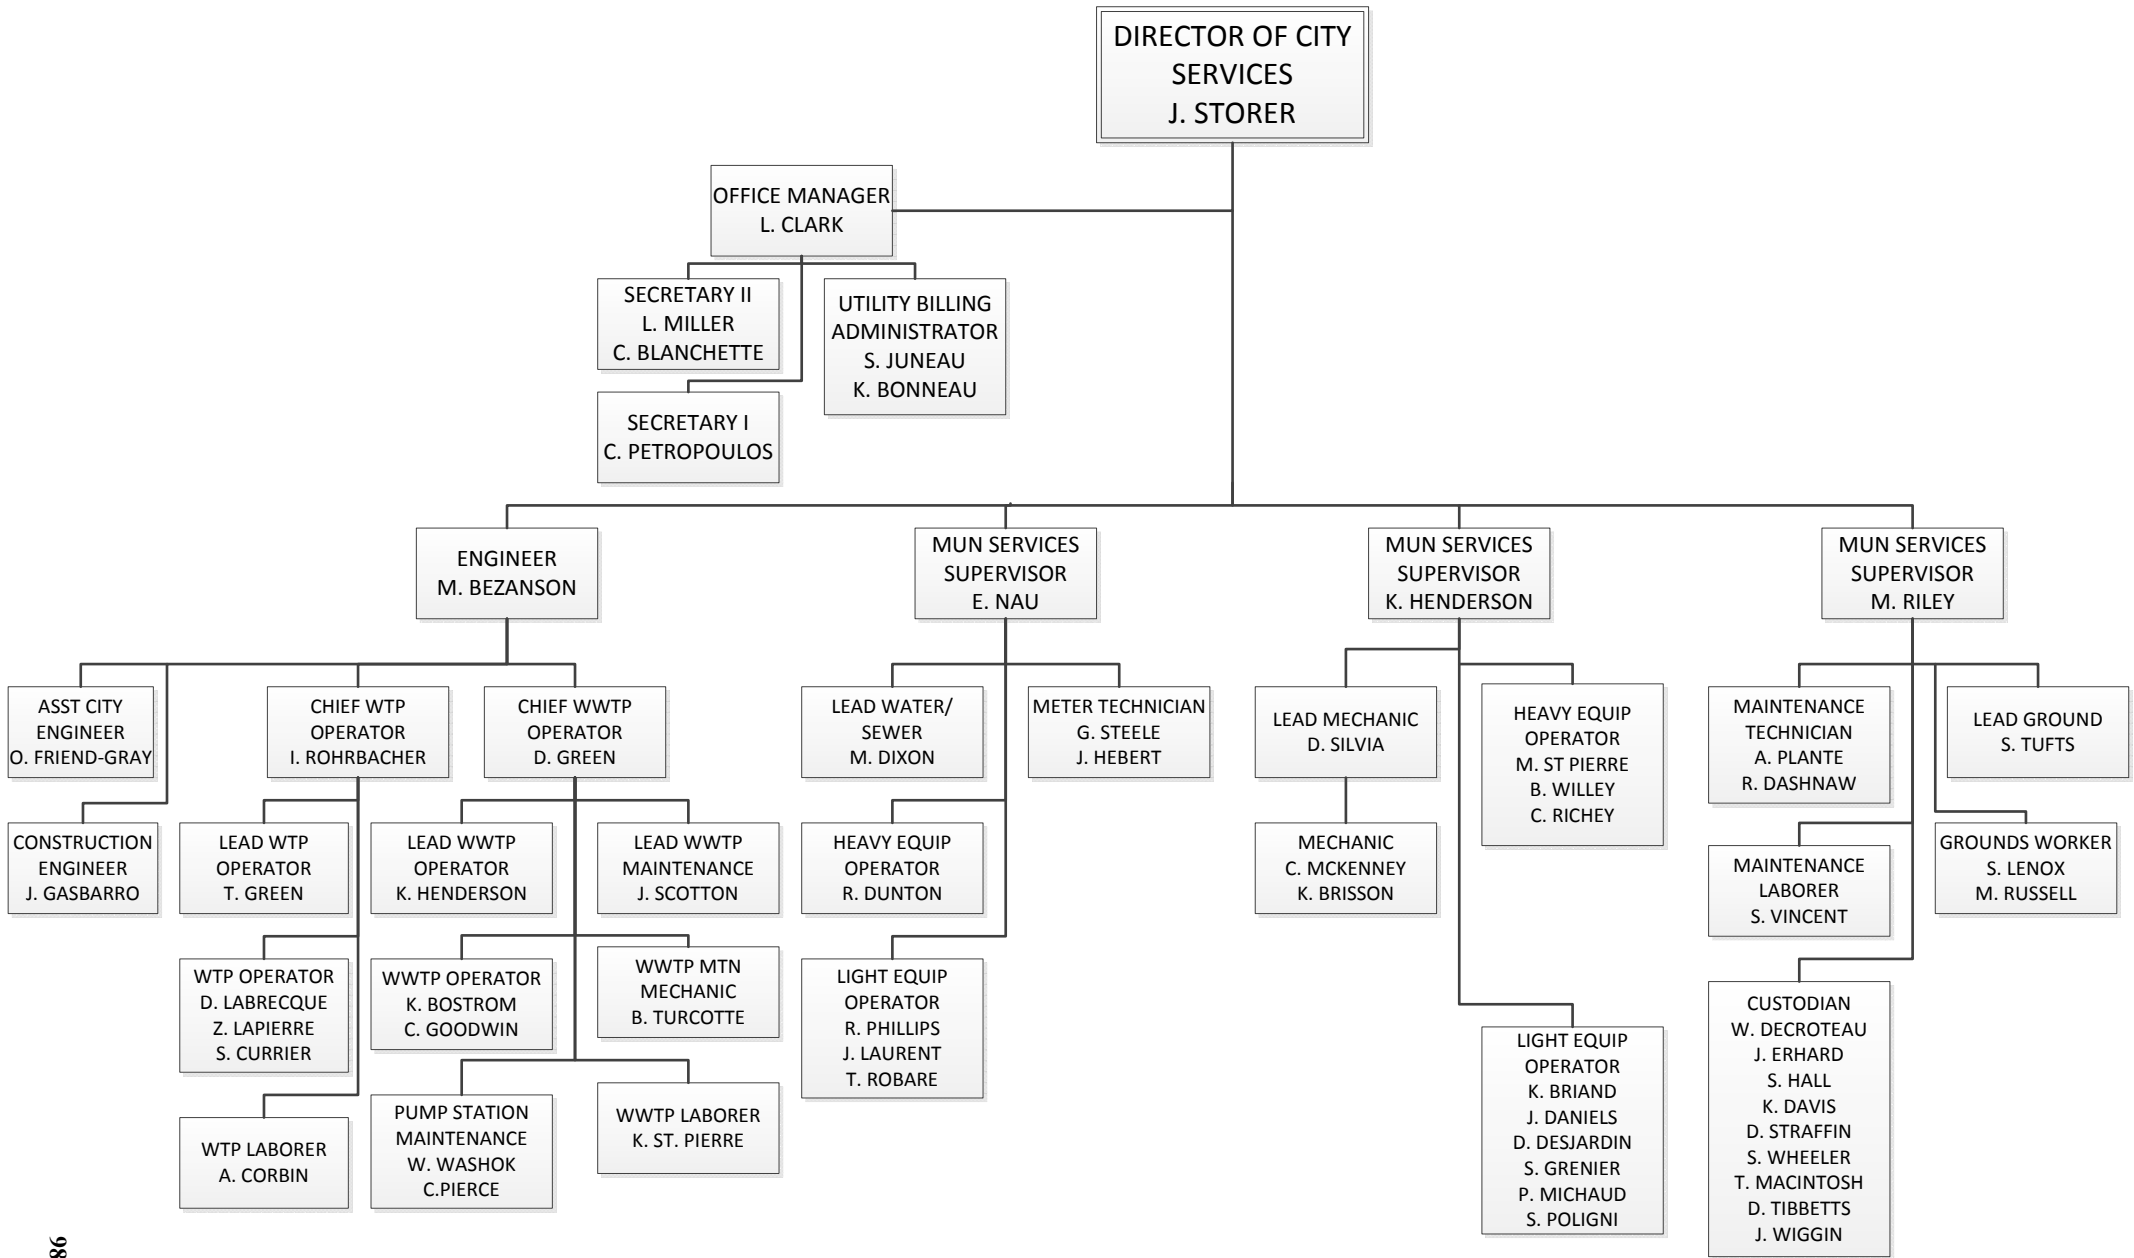 DIRECTOR OF CITY
SERVICES
J. STORER
OFFICE MANAGER
L. CLARK
SECRETARY II
L. MILLER
C. BLANCHETTE
UTILITY BILLING
ADMINISTRATOR
S. JUNEAU
K. BONNEAU
SECRETARY I
C. PETROPOULOS
ENGINEER
M. BEZANSON
MUN SERVICES
SUPERVISOR
E. NAU
MUN SERVICES
SUPERVISOR
K. HENDERSON
MUN SERVICES
SUPERVISOR
M. RILEY
ASST CITY
ENGINEER
O. FRIEND-GRAY
CHIEF WTP
OPERATOR
I. ROHRBACHER
CHIEF WWTP
OPERATOR
D. GREEN
LEAD WATER/
SEWER
M. DIXON
METER TECHNICIAN
G. STEELE
J. HEBERT
LEAD MECHANIC
D. SILVIA
HEAVY EQUIP
OPERATOR
M. ST PIERRE
B. WILLEY
C. RICHEY
MAINTENANCE
TECHNICIAN
A. PLANTE
R. DASHNAW
LEAD GROUND
S. TUFTS
CONSTRUCTION
ENGINEER
J. GASBARRO
LEAD WTP
OPERATOR
T. GREEN
LEAD WWTP
OPERATOR
K. HENDERSON
LEAD WWTP
MAINTENANCE
J. SCOTTON
HEAVY EQUIP
OPERATOR
R. DUNTON
MECHANIC
C. MCKENNEY
K. BRISSON
MAINTENANCE
LABORER
S. VINCENT
GROUNDS WORKER
S. LENOX
M. RUSSELL
WTP OPERATOR
D. LABRECQUE
Z. LAPIERRE
S. CURRIER
WWTP OPERATOR
K. BOSTROM
C. GOODWIN
WWTP MTN
MECHANIC
B. TURCOTTE
LIGHT EQUIP
OPERATOR
R. PHILLIPS
J. LAURENT
T. ROBARE
LIGHT EQUIP
OPERATOR
K. BRIAND
J. DANIELS
D. DESJARDIN
S. GRENIER
P. MICHAUD
S. POLIGNI
CUSTODIAN
W. DECROTEAU
J. ERHARD
S. HALL
K. DAVIS
D. STRAFFIN
S. WHEELER
T. MACINTOSH
D. TIBBETTS
J. WIGGIN
WTP LABORER
A. CORBIN
PUMP STATION
MAINTENANCE
W. WASHOK
C.PIERCE
WWTP LABORER
K. ST. PIERRE
98